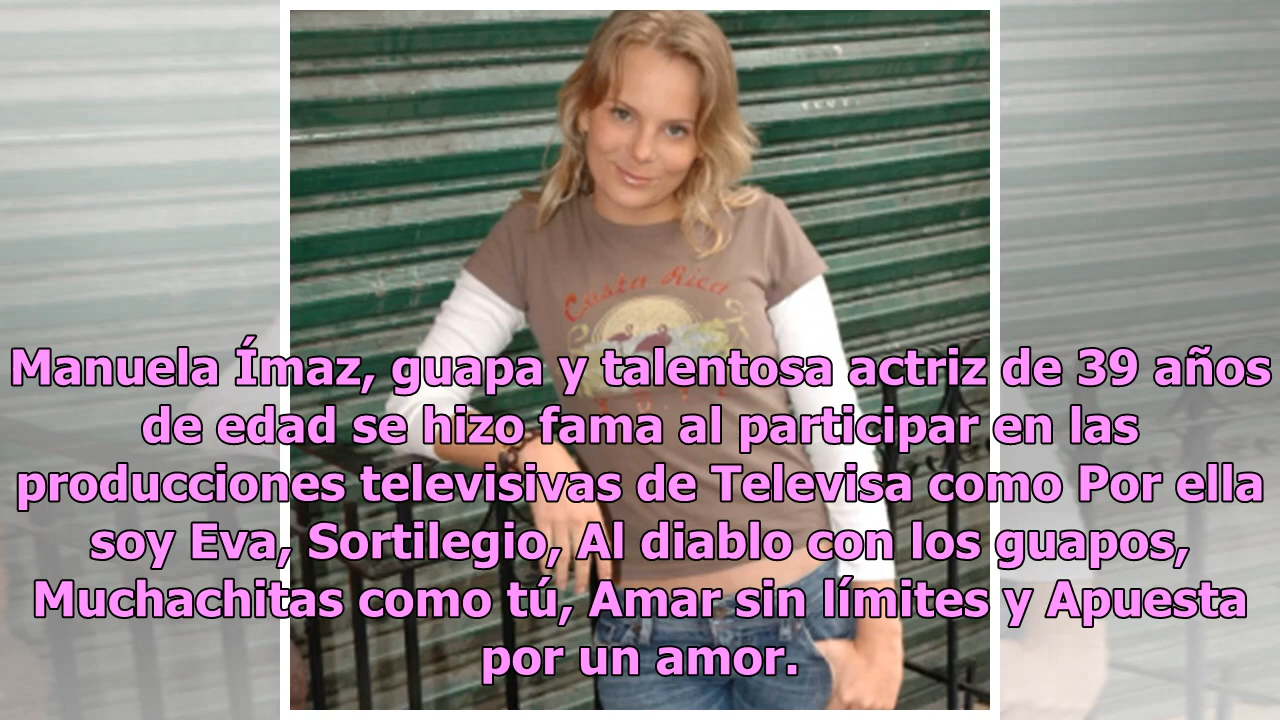 Costa Rica
Manuela Ímaz, guapa y talentosa actriz de 39 años
de edad se hizo fama al participar en las
producciones televisivas de Televisa como Por ella
soy Eva, Sortilegio, Al diablo con los guapos,
Muchachitas como tú, Amar sin límites y Apuesta
por un amor.